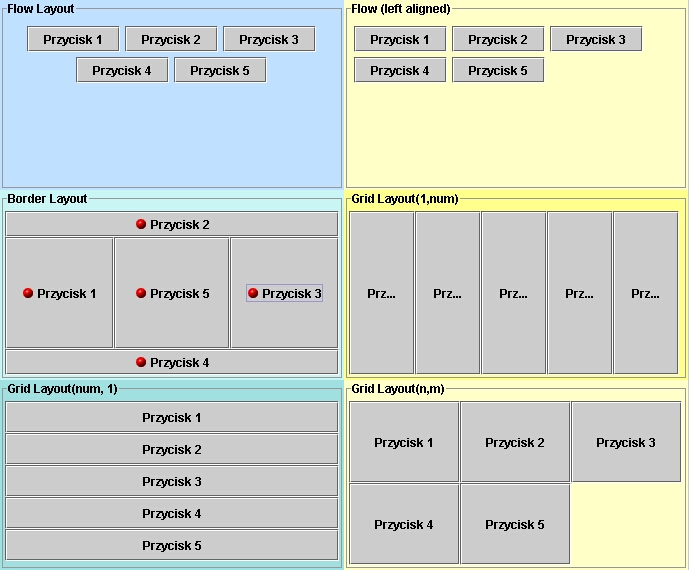 Flow Layout
Przycisk 1 Przycisk 2 Przycisk 3
Przycisk 4 Przycisk 5
Flow (left aligned)
Przycisk 1 Przycisk 2 Przycisk 3
Przycisk 4 Przycisk 5
Border Layout
Przycisk 2
Przycisk 1 Przycisk 5 Przycisk 3
Przycisk 4
Grid Layout(1,num)
Prz... Prz... Prz... Prz... Prz...
Grid Layout(num, 1)
Przycisk 1
Przycisk 2
Przycisk 3
Przycisk 4
Przycisk 5
Grid Layout(n,m)
Przycisk 1 Przycisk 2 Przycisk 3
Przycisk 4 Przycisk 5